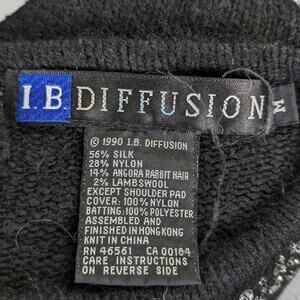 I.B. DIFFUSION M
© 1990 I.B. DIFFUSION
56% SILK
28% NYLON
14% ANGORA RABBIT HAIR
2% LAMBSWOOL
EXCEPT SHOULDER PAD
COVER: 100% NYLON
BATTING: 100% POLYESTER
ASSEMBLED AND
FINISHED IN HONGKONG
KNIT IN CHINA
RN 46561 CA 00184
CARE INSTRUCTIONS
ON REVERSE SIDE